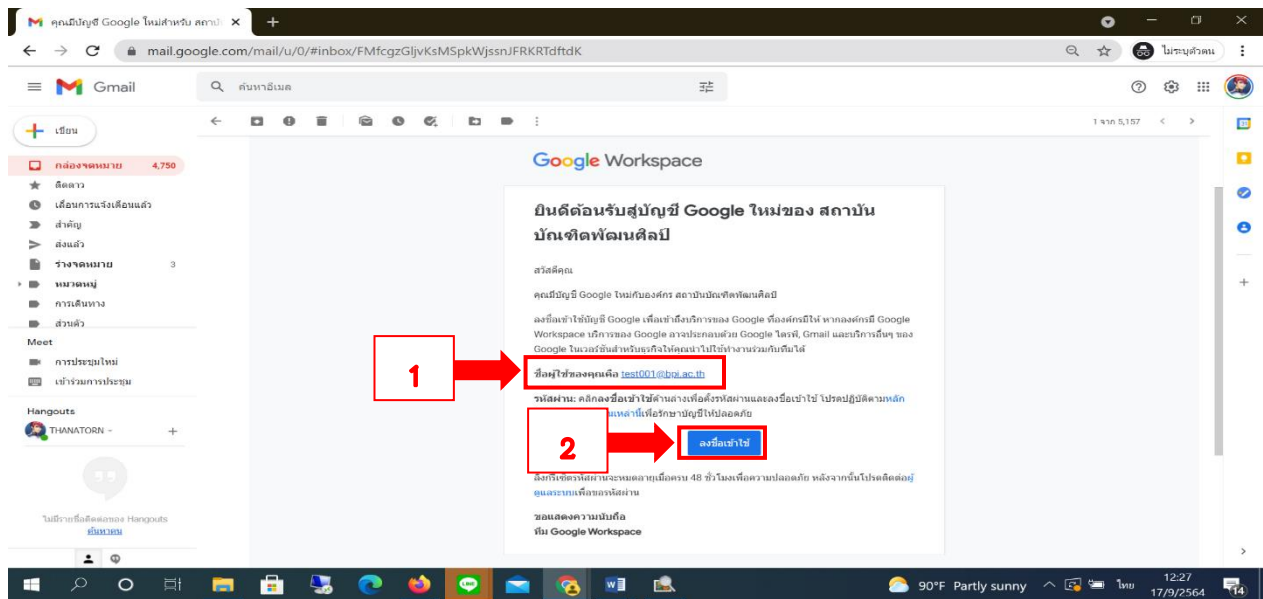 คุณมีบัญชี Google ใหม่สำหรับ สถาบั
mail.google.com/mail/u/0/#inbox/FMfcgzGljvKsMSpkWjssnJFRKRTdftdK
ไม่ระบุตัวตน
Gmail
ค้นหาอีเมล
เขียน
1 จาก 5,157
กล่องจดหมาย 4,750
ติดดาว
เลื่อนการแจ้งเตือนแล้ว
สำคัญ
ส่งแล้ว
ร่างจดหมาย 3
หมวดหมู่
การเดินทาง
ส่วนตัว
Meet
การประชุมใหม่
เข้าร่วมการประชุม
Hangouts
THANATORN -
ไม่มีรายชื่อติดต่อของ Hangouts
ค้นหาคน
Google Workspace
ยินดีต้อนรับสู่บัญชี Google ใหม่ของ สถาบัน
บัณฑิตพัฒนศิลป์
สวัสดีคุณ
คุณมีบัญชี Google ใหม่กับองค์กร สถาบันบัณฑิตพัฒนศิลป์
ลงชื่อเข้าใช้บัญชี Google เพื่อเข้าถึงบริการของ Google ที่องค์กรมีให้ หากองค์กรมี Google
Workspace บริการของ Google อาจประกอบด้วย Google ไดรฟ์, Gmail และบริการอื่นๆ ของ
Google ในเวอร์ชันสำหรับธุรกิจให้คุณนำไปใช้ทำงานร่วมกับทีมได้
1
ชื่อผู้ใช้ของคุณคือ test001@bpi.ac.th
รหัสผ่าน: คลิกลงชื่อเข้าใช้ด้านล่างเพื่อตั้งรหัสผ่านและลงชื่อเข้าใช้ โปรดปฏิบัติตามหลัก
เหล่านี้เพื่อรักษาบัญชีให้ปลอดภัย
2
ลงชื่อเข้าใช้
ลิงก์รีเซ็ตรหัสผ่านจะหมดอายุเมื่อครบ 48 ชั่วโมงเพื่อความปลอดภัย หลังจากนั้นโปรดติดต่อผู้
ดูแลระบบเพื่อขอรหัสผ่าน
ขอแสดงความนับถือ
ทีม Google Workspace
90°F Partly sunny
ไทย
12:27
17/9/2564
14